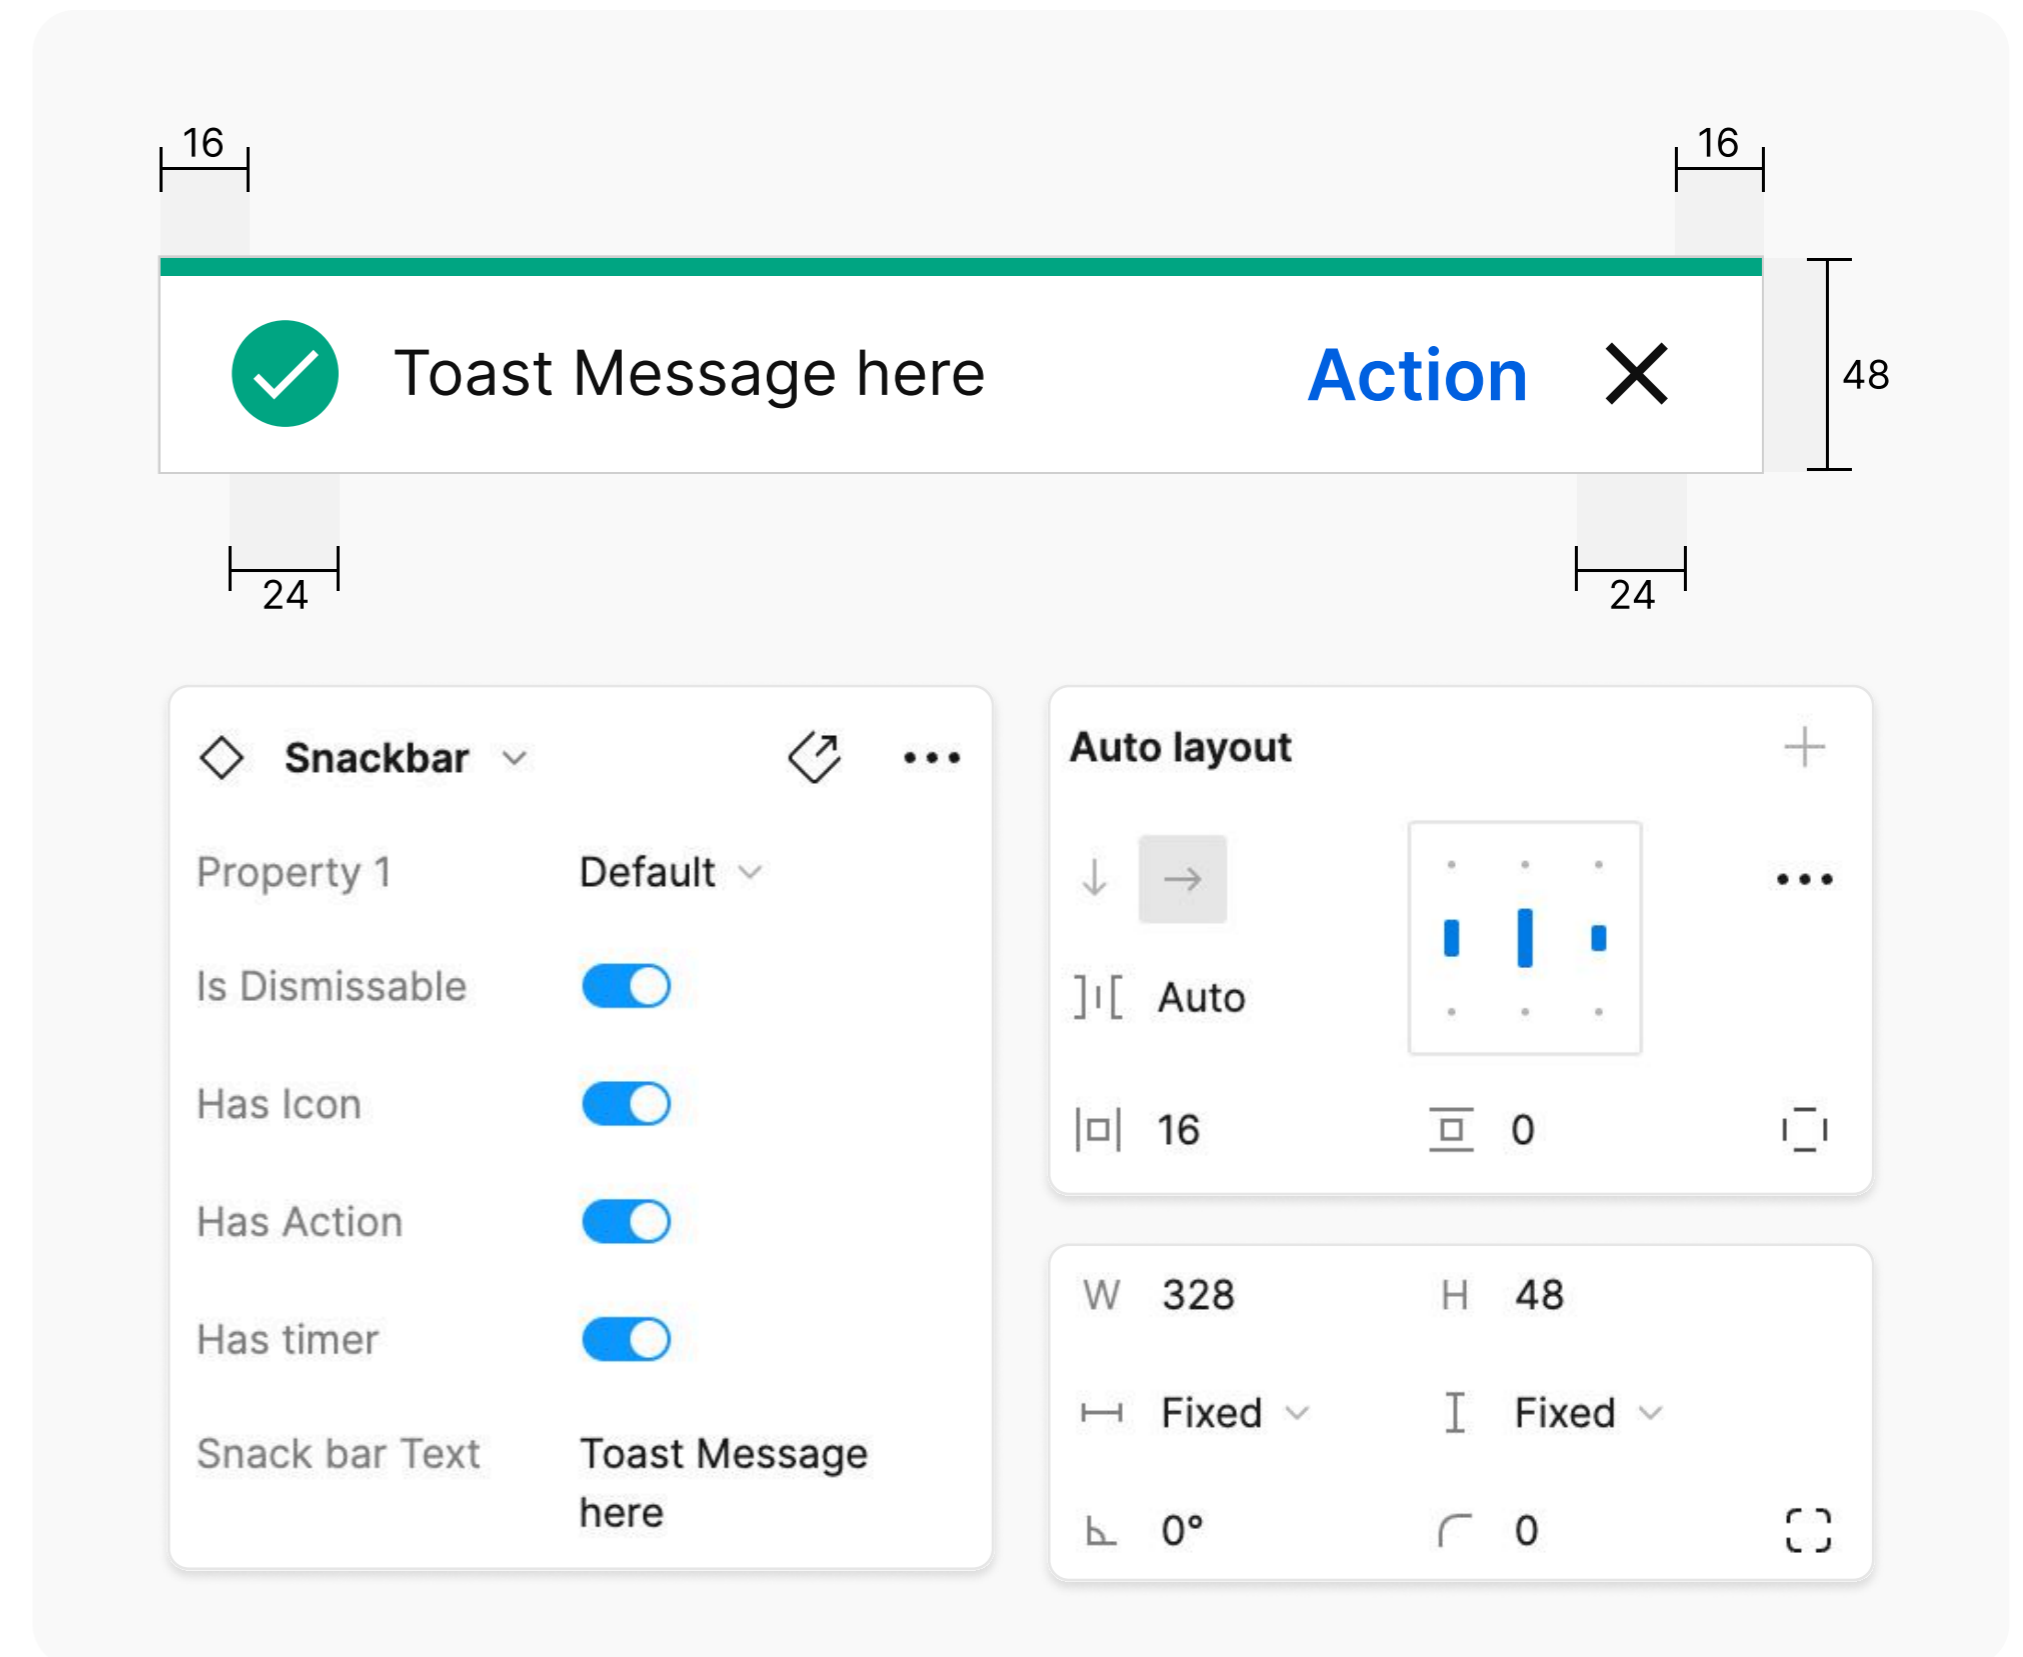 16
16
Toast Message here
Action
48
24
24
Snackbar
Property 1
Default
Is Dismissable
Has Icon
Has Action
Has timer
Snack bar Text
Toast Message
here
Auto layout
Auto
16
0
W 328
H 48
Fixed
Fixed
0°
0